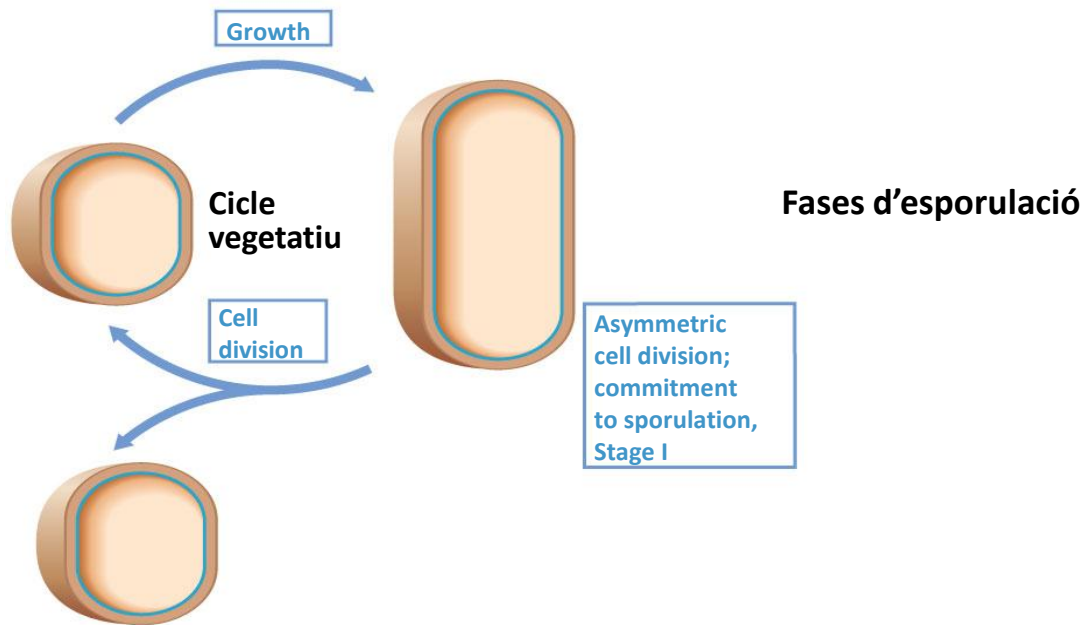 Growth
Cicle
vegetatiu
Fases d’esporulació
Cell
division
Asymmetric
cell division;
commitment
to sporulation,
Stage I